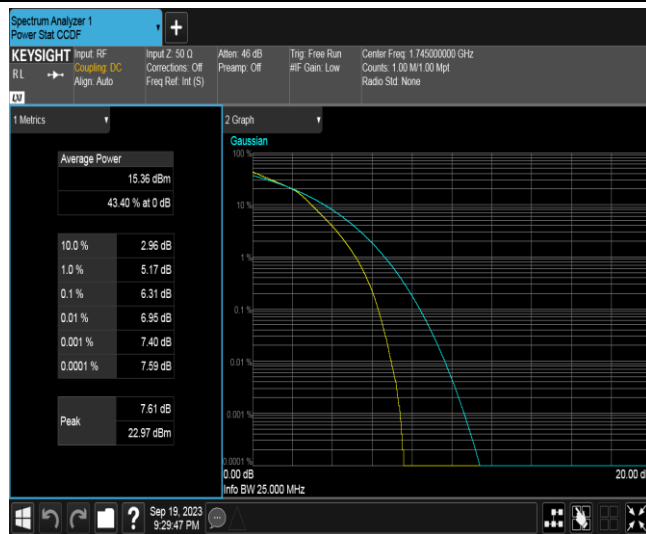 Spectrum Analyzer 1
Power Stat CCDF
+
KEYSIGHT
RL
LXI
Input: RF
Coupling: DC
Align: Auto
Input Z: 50 Ω
Corrections: Off
Freq Ref: Int (S)
Atten: 46 dB
Preamp: Off
Trig: Free Run
#IF Gain: Low
Center Freq: 1.745000000 GHz
Counts: 1.00 M/1.00 Mpt
Radio Std: None
1 Metrics
Average Power
15.36 dBm
43.40 % at 0 dB
10.0 % 2.96 dB
1.0 % 5.17 dB
0.1 % 6.31 dB
0.01 % 6.95 dB
0.001 % 7.40 dB
0.0001 % 7.59 dB
Peak
7.61 dB
22.97 dBm
2 Graph
Gaussian
100 %
10 %
1 %
0.1 %
0.01 %
0.001 %
0.0001 %
0.00 dB
20.00 d
Info BW 25.000 MHz
?
Sep 19, 2023
9:29:47 PM